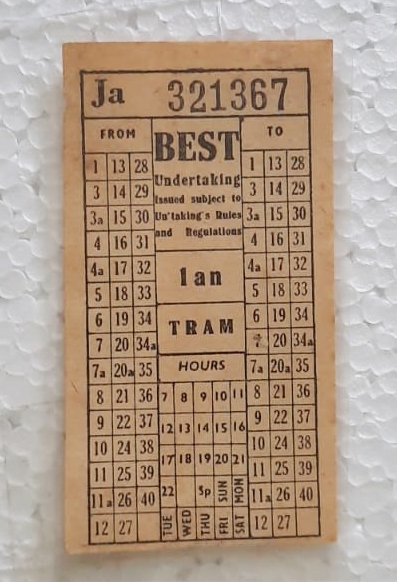 Ja 321367
FROM
BEST
TO
Undertaking
Issued subject to
Un'taking's Rules
and Regulations
1 an
TRAM
HOURS
1 13 28
3 14 29
3a 15 30
4 16 31
4a 17 32
5 18 33
6 19 34
7 20 34a
7a 20a 35
8 21 36
9 22 37
10 24 38
11 25 39
11a 26 40
12 27
7 8 9 10 11
12 13 14 15 16
17 18 19 20 21
22 Sp
TUE WED THU FRI SUN SAT MON
1 13 28
3 14 29
3a 15 30
4 16 31
4a 17 32
5 18 33
6 19 34
7 20 34a
7a 20a 35
8 21 36
9 22 37
10 24 38
11 25 39
11a 26 40
12 27